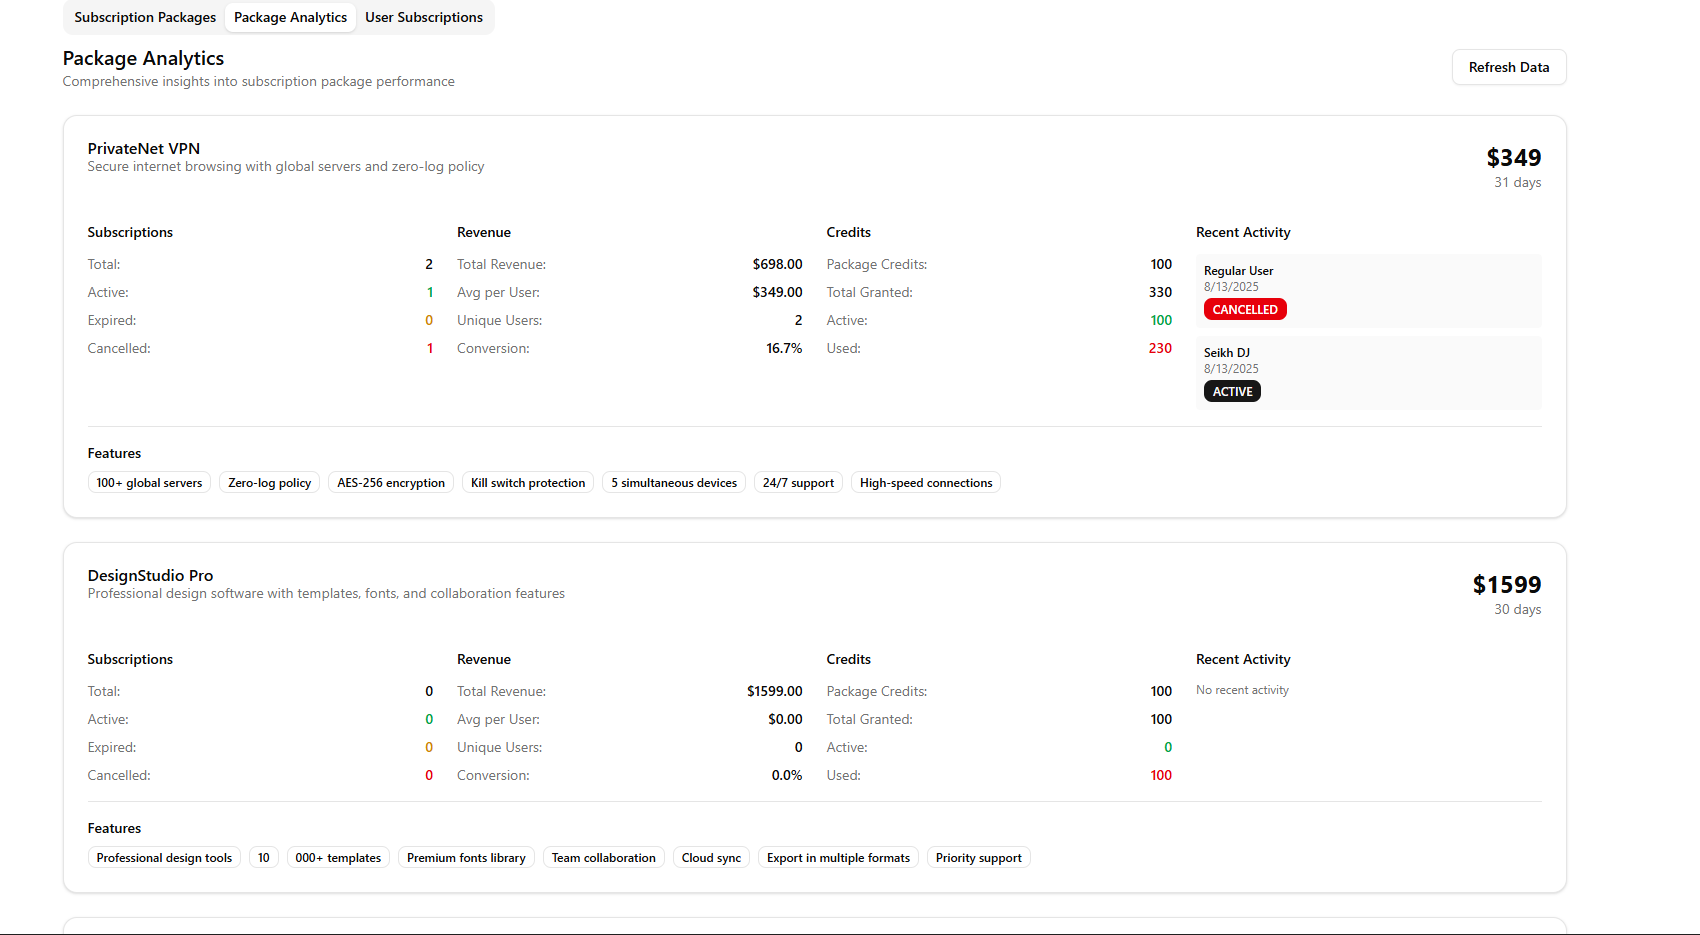 Subscription Packages Package Analytics User Subscriptions
Package Analytics
Comprehensive insights into subscription package performance
Refresh Data
PrivateNet VPN
Secure internet browsing with global servers and zero-log policy
$349
31 days
Subscriptions
Total: 2
Active: 1
Expired: 0
Cancelled: 1
Revenue
Total Revenue: $698.00
Avg per User: $349.00
Unique Users: 2
Conversion: 16.7%
Credits
Package Credits: 100
Total Granted: 330
Active: 100
Used: 230
Recent Activity
Regular User
8/13/2025
CANCELLED
Seikh DJ
8/13/2025
ACTIVE
Features
100+ global servers Zero-log policy AES-256 encryption Kill switch protection 5 simultaneous devices 24/7 support High-speed connections
DesignStudio Pro
Professional design software with templates, fonts, and collaboration features
$1599
30 days
Subscriptions
Total: 0
Active: 0
Expired: 0
Cancelled: 0
Revenue
Total Revenue: $1599.00
Avg per User: $0.00
Unique Users: 0
Conversion: 0.0%
Credits
Package Credits: 100
Total Granted: 100
Active: 0
Used: 100
Recent Activity
No recent activity
Features
Professional design tools 10 000+ templates Premium fonts library Team collaboration Cloud sync Export in multiple formats Priority support